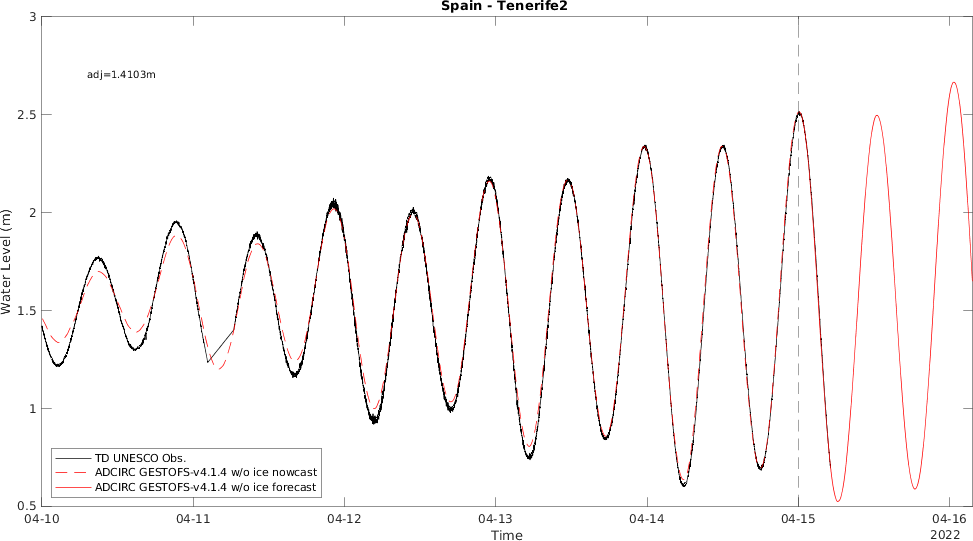 Spain - Tenerife2
3
2.5
2
1.5
1
0.5
Water Level (m)
adj=1.4103m
TD UNESCO Obs.
ADCIRC GESTOFS-v4.1.4 w/o ice nowcast
ADCIRC GESTOFS-v4.1.4 w/o ice forecast
04-10 04-11 04-12 04-13 04-14 04-15 04-16
Time 2022